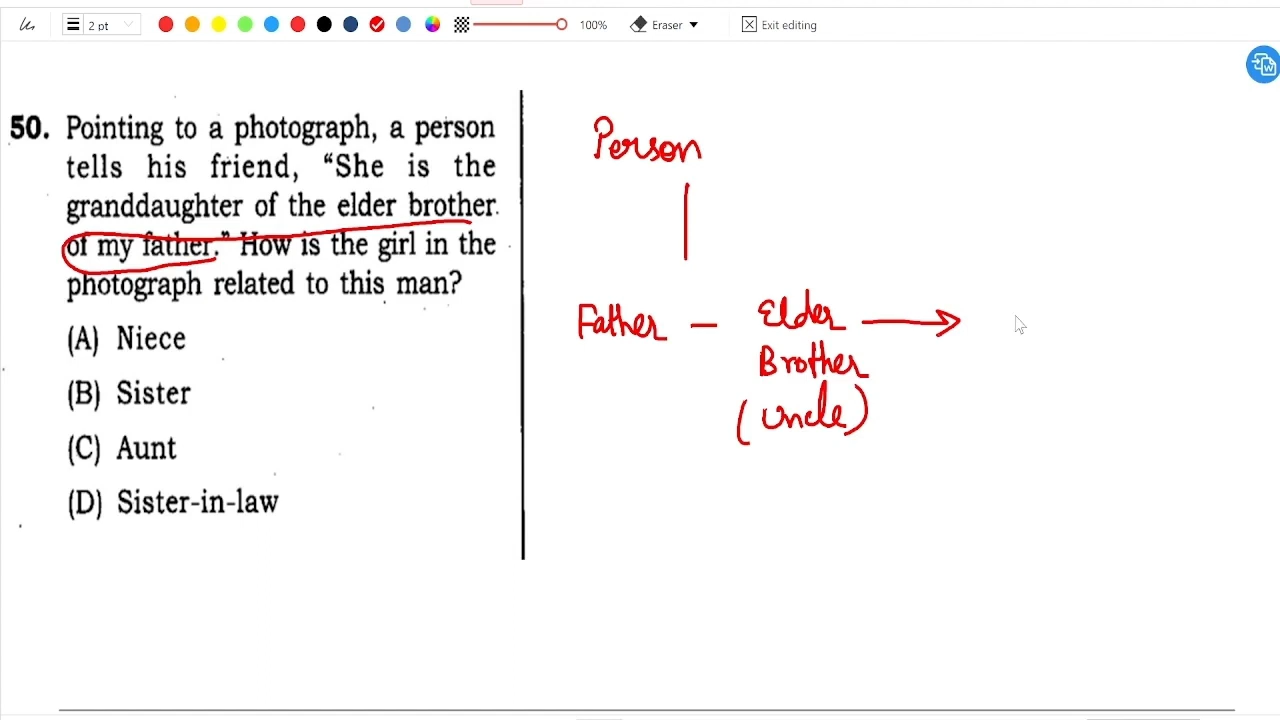 2 pt
100%
Eraser
Exit editing
50. Pointing to a photograph, a person
tells his friend, “She is the
granddaughter of the elder brother
of my father.” How is the girl in the
photograph related to this man?
(A) Niece
(B) Sister
(C) Aunt
(D) Sister-in-law
Person
Father — Elder
Brother
(uncle)